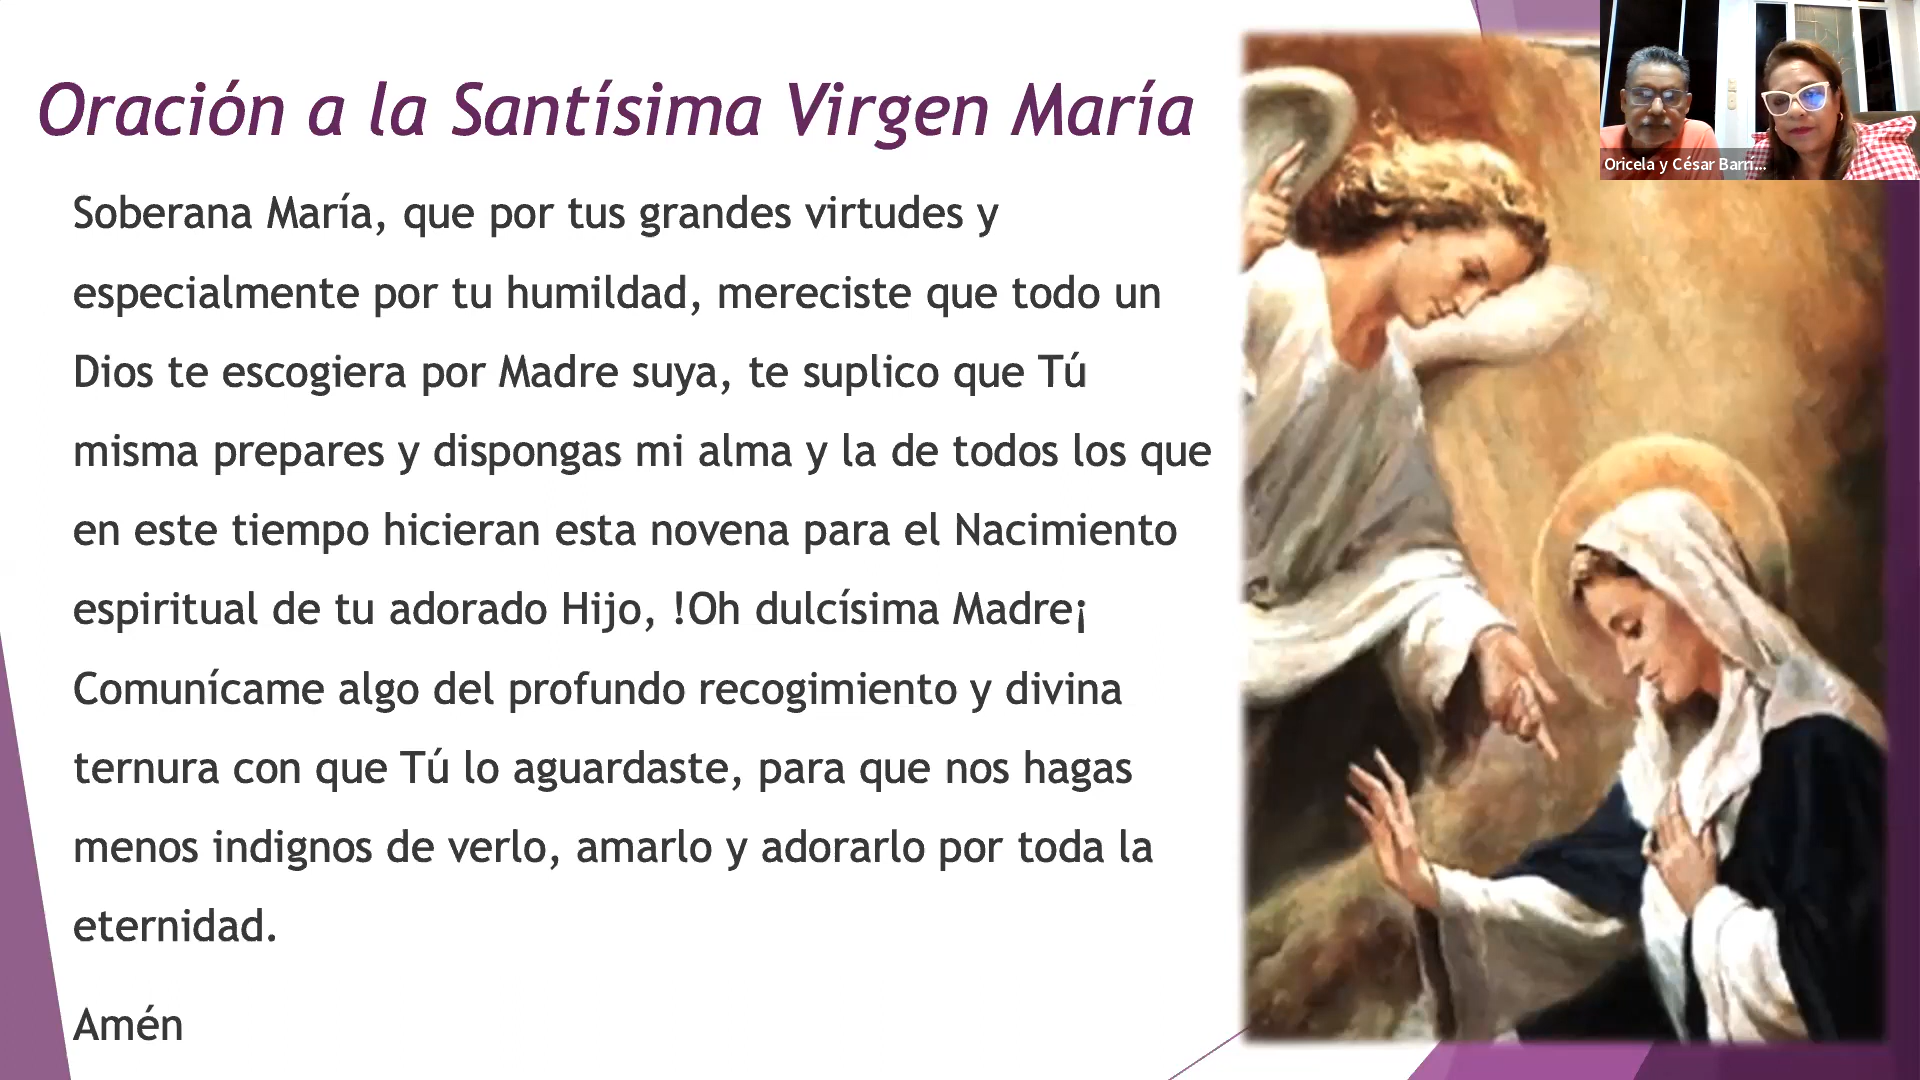 Oración a la Santísima Virgen María
Soberana María, que por tus grandes virtudes y
especialmente por tu humildad, mereciste que todo un
Dios te escogiera por Madre suya, te suplico que Tú
misma prepares y dispongas mi alma y la de todos los que
en este tiempo hicieran esta novena para el Nacimiento
espiritual de tu adorado Hijo, !Oh dulcísima Madre¡
Comunícame algo del profundo recogimiento y divina
ternura con que Tú lo aguardaste, para que nos hagas
menos indignos de verlo, amarlo y adorarlo por toda la
eternidad.
Amén
Oricela y César Barri...